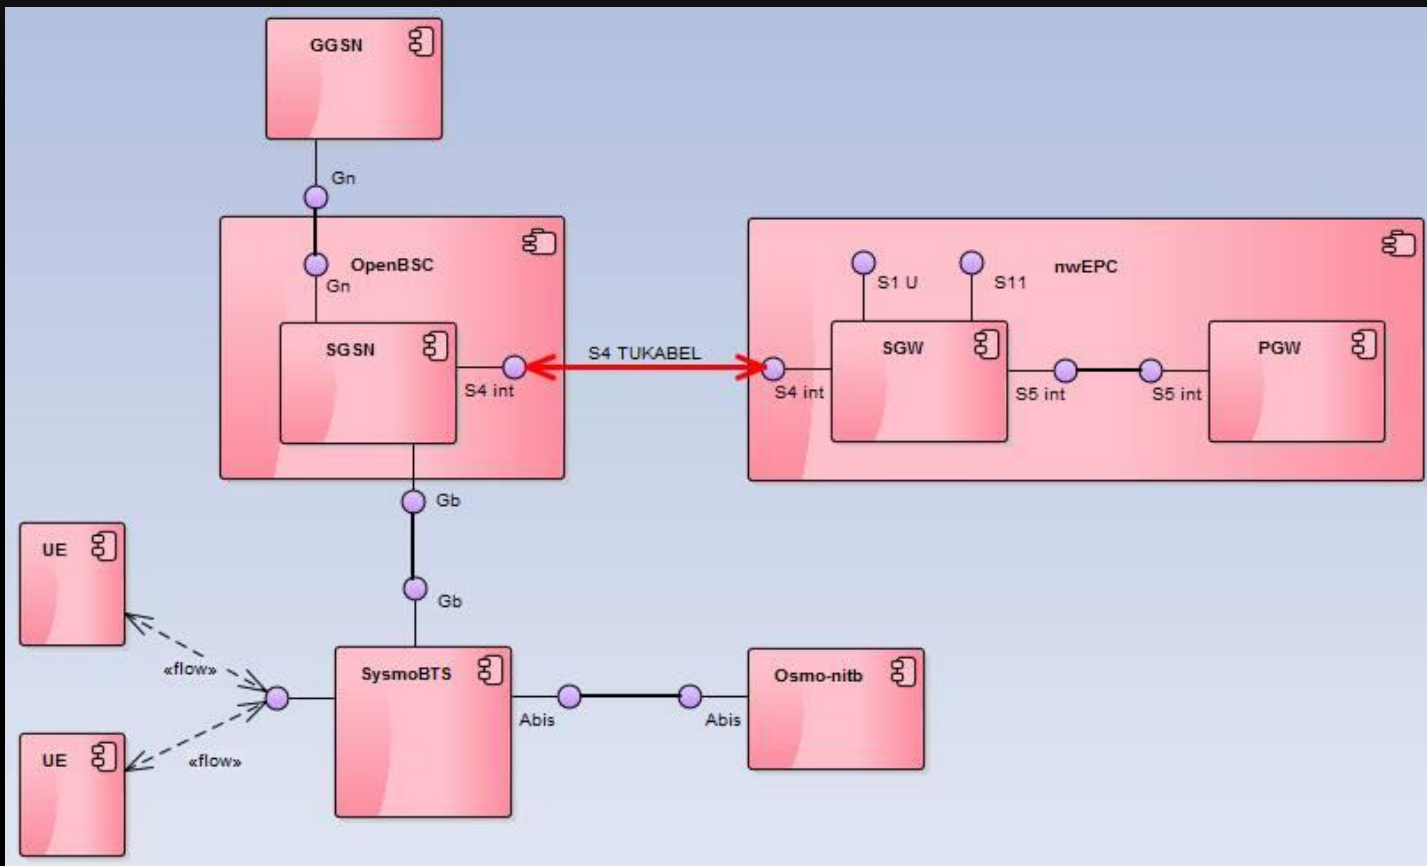 GGSN
Gn
OpenBSC
Gn
SGSN
S4 int
S4 TUKABEL
nwEPC
S1 U
S11
SGW
PGW
S4 int
S5 int
S5 int
Gb
Gb
UE
«flow»
UE
«flow»
SysmoBTS
Abis
Abis
Osmo-nitb